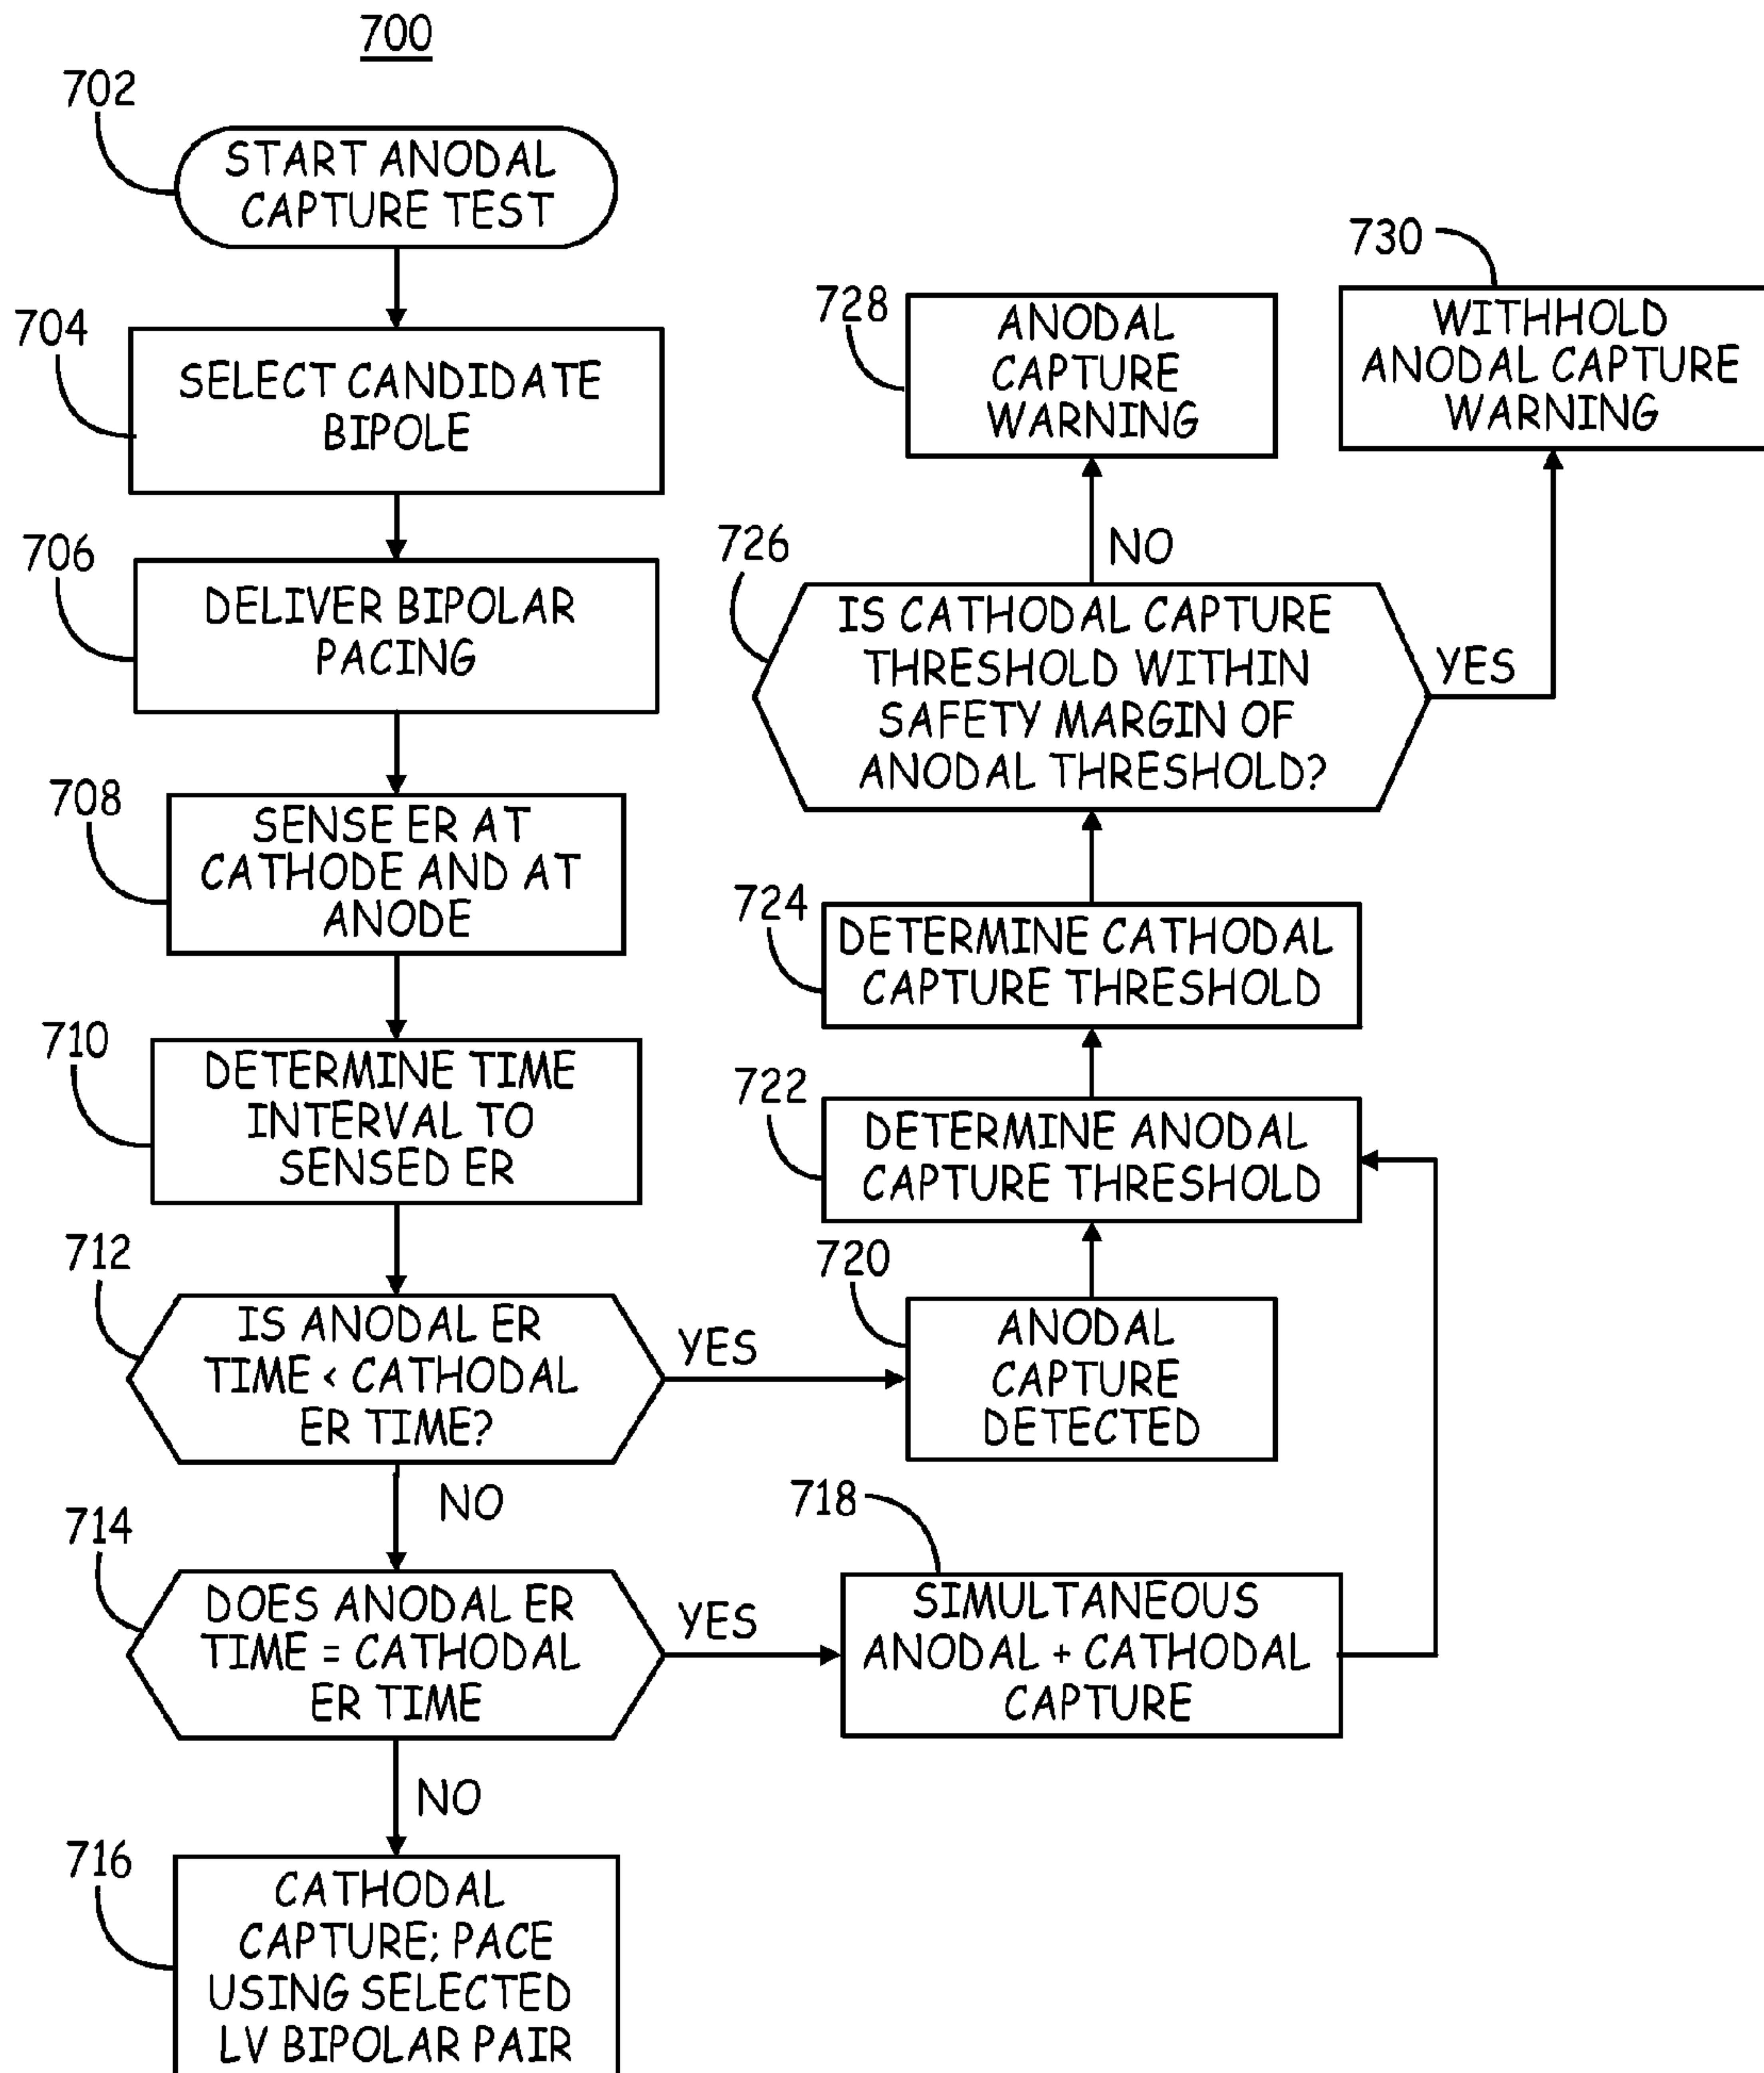 700
702
START ANODAL
CAPTURE TEST
704
SELECT CANDIDATE
BIPOLE
706
DELIVER BIPOLAR
PACING
708
SENSE ER AT
CATHODE AND AT
ANODE
710
DETERMINE TIME
INTERVAL TO
SENSED ER
712
IS ANODAL ER
TIME < CATHODAL
ER TIME?
YES
NO
714
DOES ANODAL ER
TIME = CATHODAL
ER TIME
YES
NO
716
CATHODAL
CAPTURE; PACE
USING SELECTED
LV BIPOLAR PAIR
718
SIMULTANEOUS
ANODAL + CATHODAL
CAPTURE
720
ANODAL
CAPTURE
DETECTED
722
DETERMINE ANODAL
CAPTURE THRESHOLD
724
DETERMINE CATHODAL
CAPTURE THRESHOLD
726
IS CATHODAL CAPTURE
THRESHOLD WITHIN
SAFETY MARGIN OF
ANODAL THRESHOLD?
NO
YES
728
ANODAL
CAPTURE
WARNING
730
WITHHOLD
ANODAL CAPTURE
WARNING